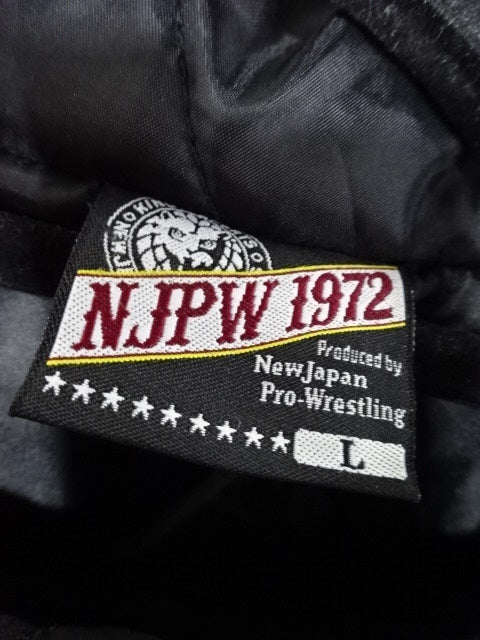 NJPW 1972
Produced by
NewJapan
Pro-Wrestling
L